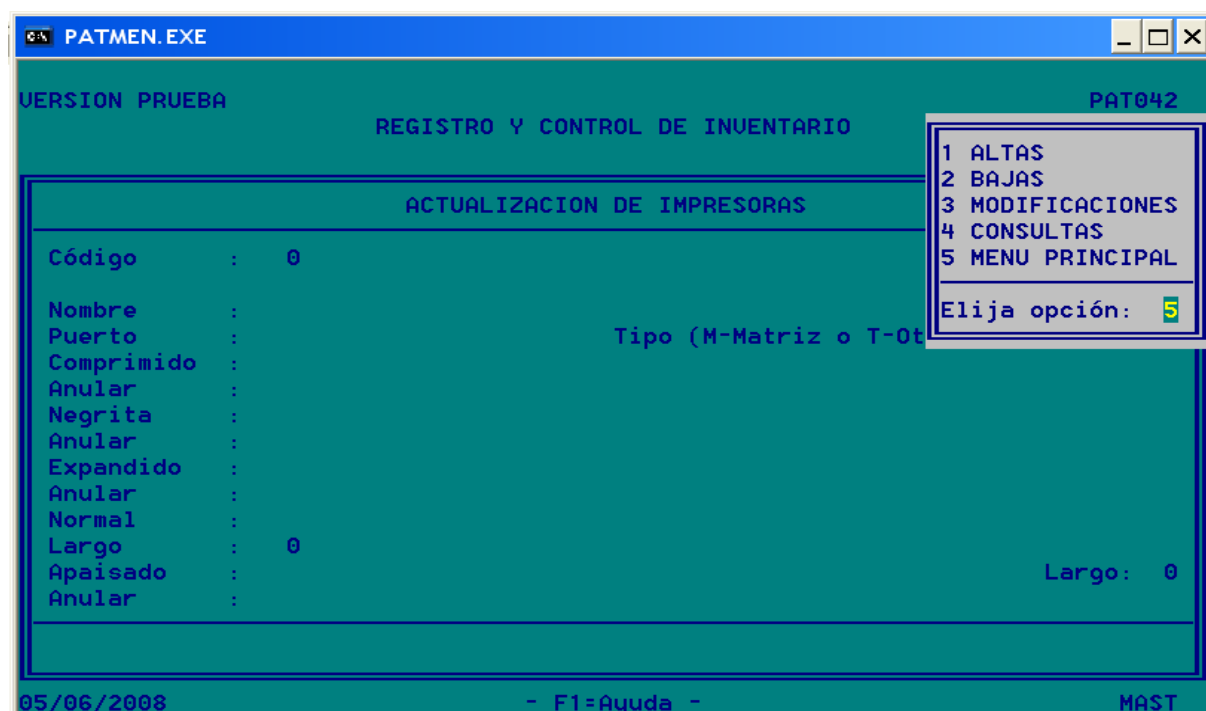 PATMEN.EXE
VERSION PRUEBA PAT042
REGISTRO Y CONTROL DE INVENTARIO
1 ALTAS
2 BAJAS
3 MODIFICACIONES
4 CONSULTAS
5 MENU PRINCIPAL
Elija opción: 5
ACTUALIZACION DE IMPRESORAS
Código : 0
Nombre :
Puerto : Tipo (M-Matriz o T-Ot
Comprimido :
Anular :
Negrita :
Anular :
Expandido :
Anular :
Normal :
Largo : 0
Apaisado : Largo: 0
Anular :
05/06/2008 - F1=Ayuda - MAST